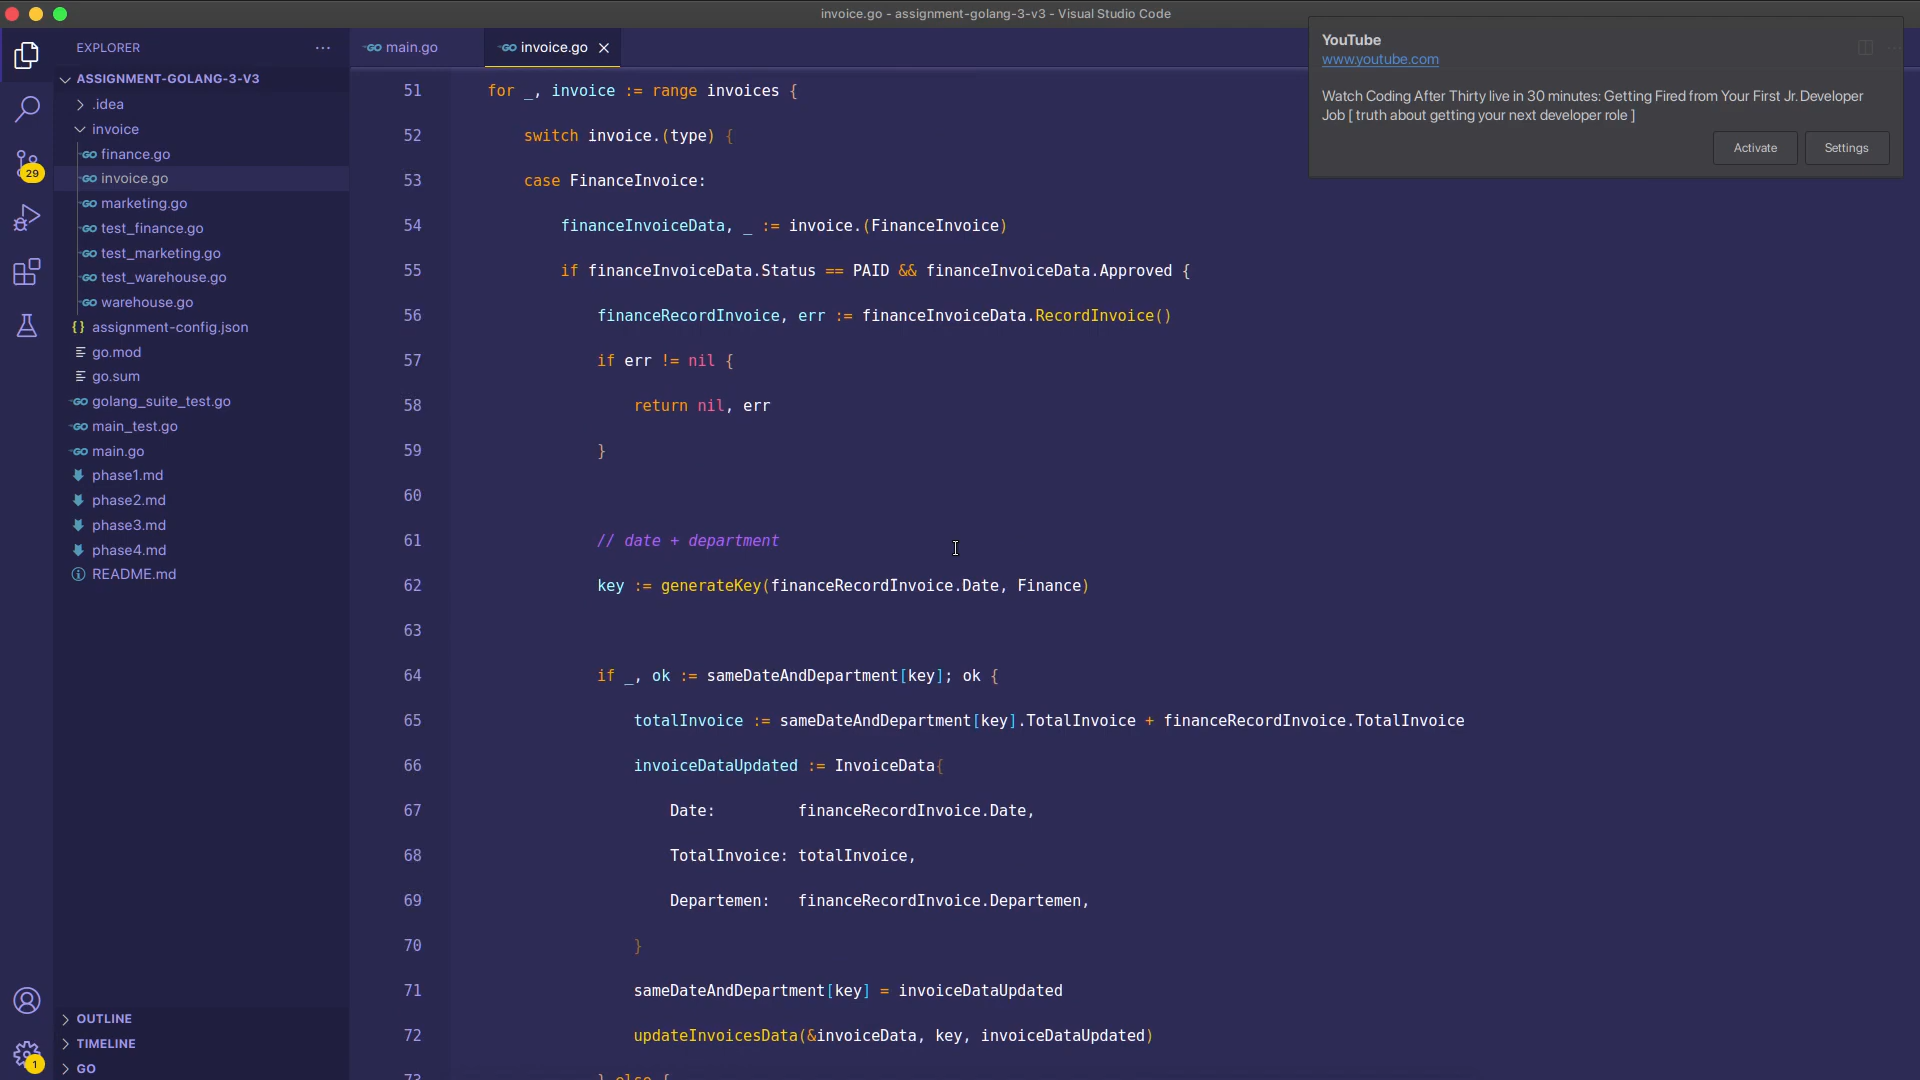 invoice.go - assignment-golang-3-v3 - Visual Studio Code
EXPLORER
ASSIGNMENT-GOLANG-3-V3
.idea
invoice
finance.go
invoice.go
marketing.go
test_finance.go
test_marketing.go
test_warehouse.go
warehouse.go
assignment-config.json
go.mod
go.sum
golang_suite_test.go
main_test.go
main.go
phase1.md
phase2.md
phase3.md
phase4.md
README.md
OUTLINE
TIMELINE
GO
29
1
main.go
invoice.go
51 for _, invoice := range invoices {
52 switch invoice.(type) {
53 case FinanceInvoice:
54 financeInvoiceData, _ := invoice.(FinanceInvoice)
55 if financeInvoiceData.Status == PAID && financeInvoiceData.Approved {
56 financeRecordInvoice, err := financeInvoiceData.RecordInvoice()
57 if err != nil {
58 return nil, err
59 }
60
61 // date + department
62 key := generateKey(financeRecordInvoice.Date, Finance)
63
64 if _, ok := sameDateAndDepartment[key]; ok {
65 totalInvoice := sameDateAndDepartment[key].TotalInvoice + financeRecordInvoice.TotalInvoice
66 invoiceDataUpdated := InvoiceData{
67 Date: financeRecordInvoice.Date,
68 TotalInvoice: totalInvoice,
69 Departemen: financeRecordInvoice.Departemen,
70 }
71 sameDateAndDepartment[key] = invoiceDataUpdated
72 updateInvoicesData(&invoiceData, key, invoiceDataUpdated)
73 } else {
YouTube
www.youtube.com
Watch Coding After Thirty live in 30 minutes: Getting Fired from Your First Jr. Developer
Job [ truth about getting your next developer role ]
Activate
Settings